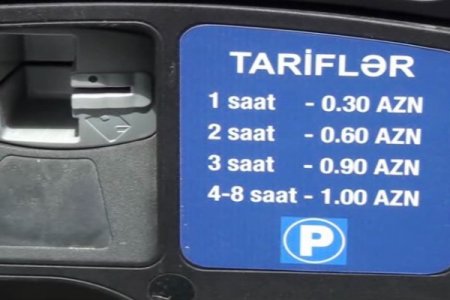 TARİFLƏR
1 saat - 0.30 AZN
2 saat - 0.60 AZN
3 saat - 0.90 AZN
4-8 saat - 1.00 AZN
P